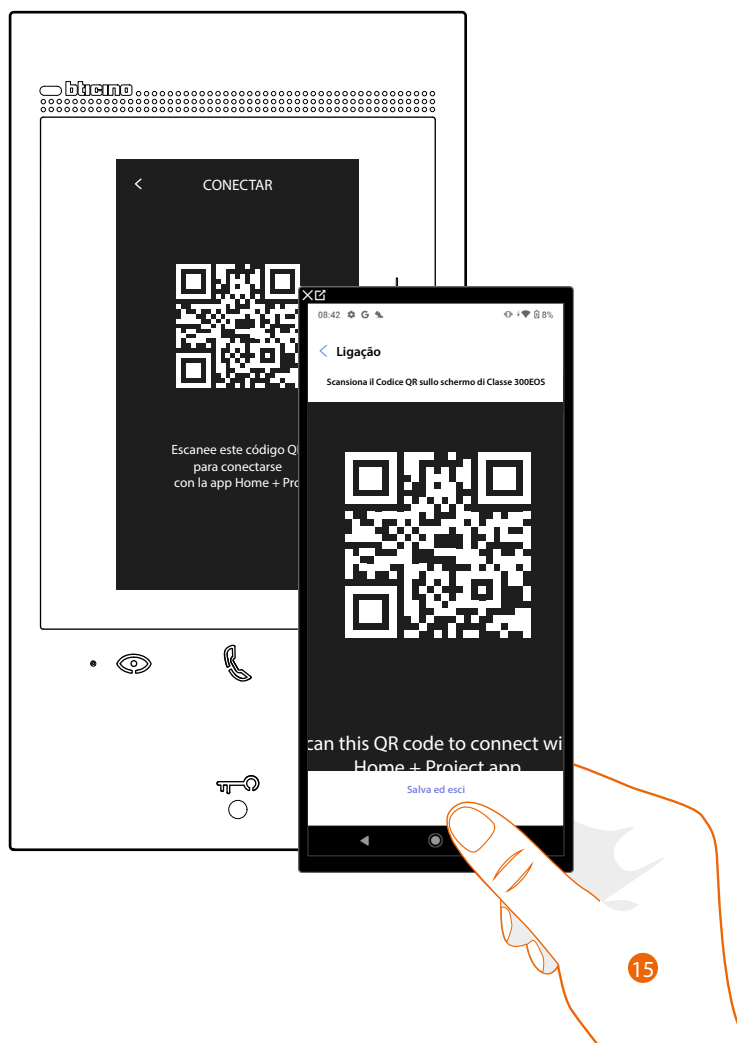 bticino
CONECTAR
Escanee este código Q
para conectarse
con la app Home + Pro
08:42
8%
Ligação
Scansiona il Codice QR sullo schermo di Classe 300EOS
can this QR code to connect wi
Home + Project app
Salva ed esci
15